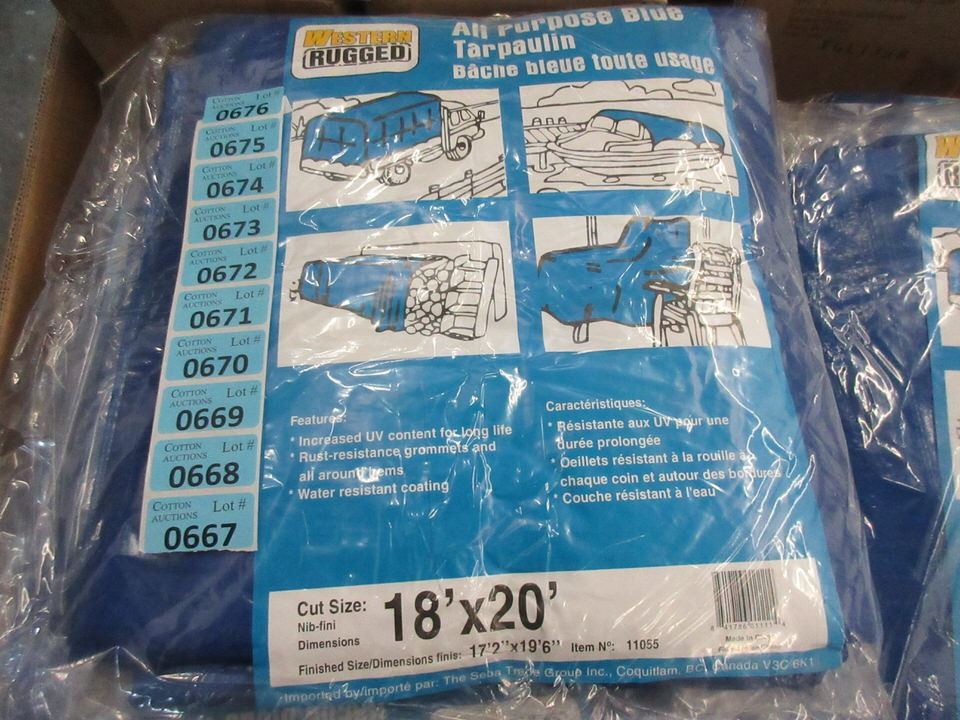 WESTERN
RUGGED
All Purpose Blue
Tarpaulin
Bâche bleue toute usage
COTTON AUCTIONS Lot #
0676
COTTON AUCTIONS Lot #
0675
COTTON AUCTIONS Lot #
0674
COTTON AUCTIONS Lot #
0673
COTTON AUCTIONS Lot #
0672
COTTON AUCTIONS Lot #
0671
COTTON AUCTIONS Lot #
0670
COTTON AUCTIONS Lot #
0669
COTTON AUCTIONS Lot #
0668
COTTON AUCTIONS Lot #
0667
Features:
* Increased UV content for long life
* Rust-resistance grommets and
all around hems
* Water resistant coating
Caractéristiques:
* Résistante aux UV pour une
durée prolongée
* Oeillets résistant à la rouille à
chaque coin et autour des bordures
* Couche résistant à l'eau
Cut Size:
Nib-fini
Dimensions
18'x20'
Finished Size/Dimensions finis: 17'2"x19'6" Item Nº: 11055
Made in
Imported by/importé par: The Seba Trade Group Inc., Coquitlam. BC, Canada V3C 6K1